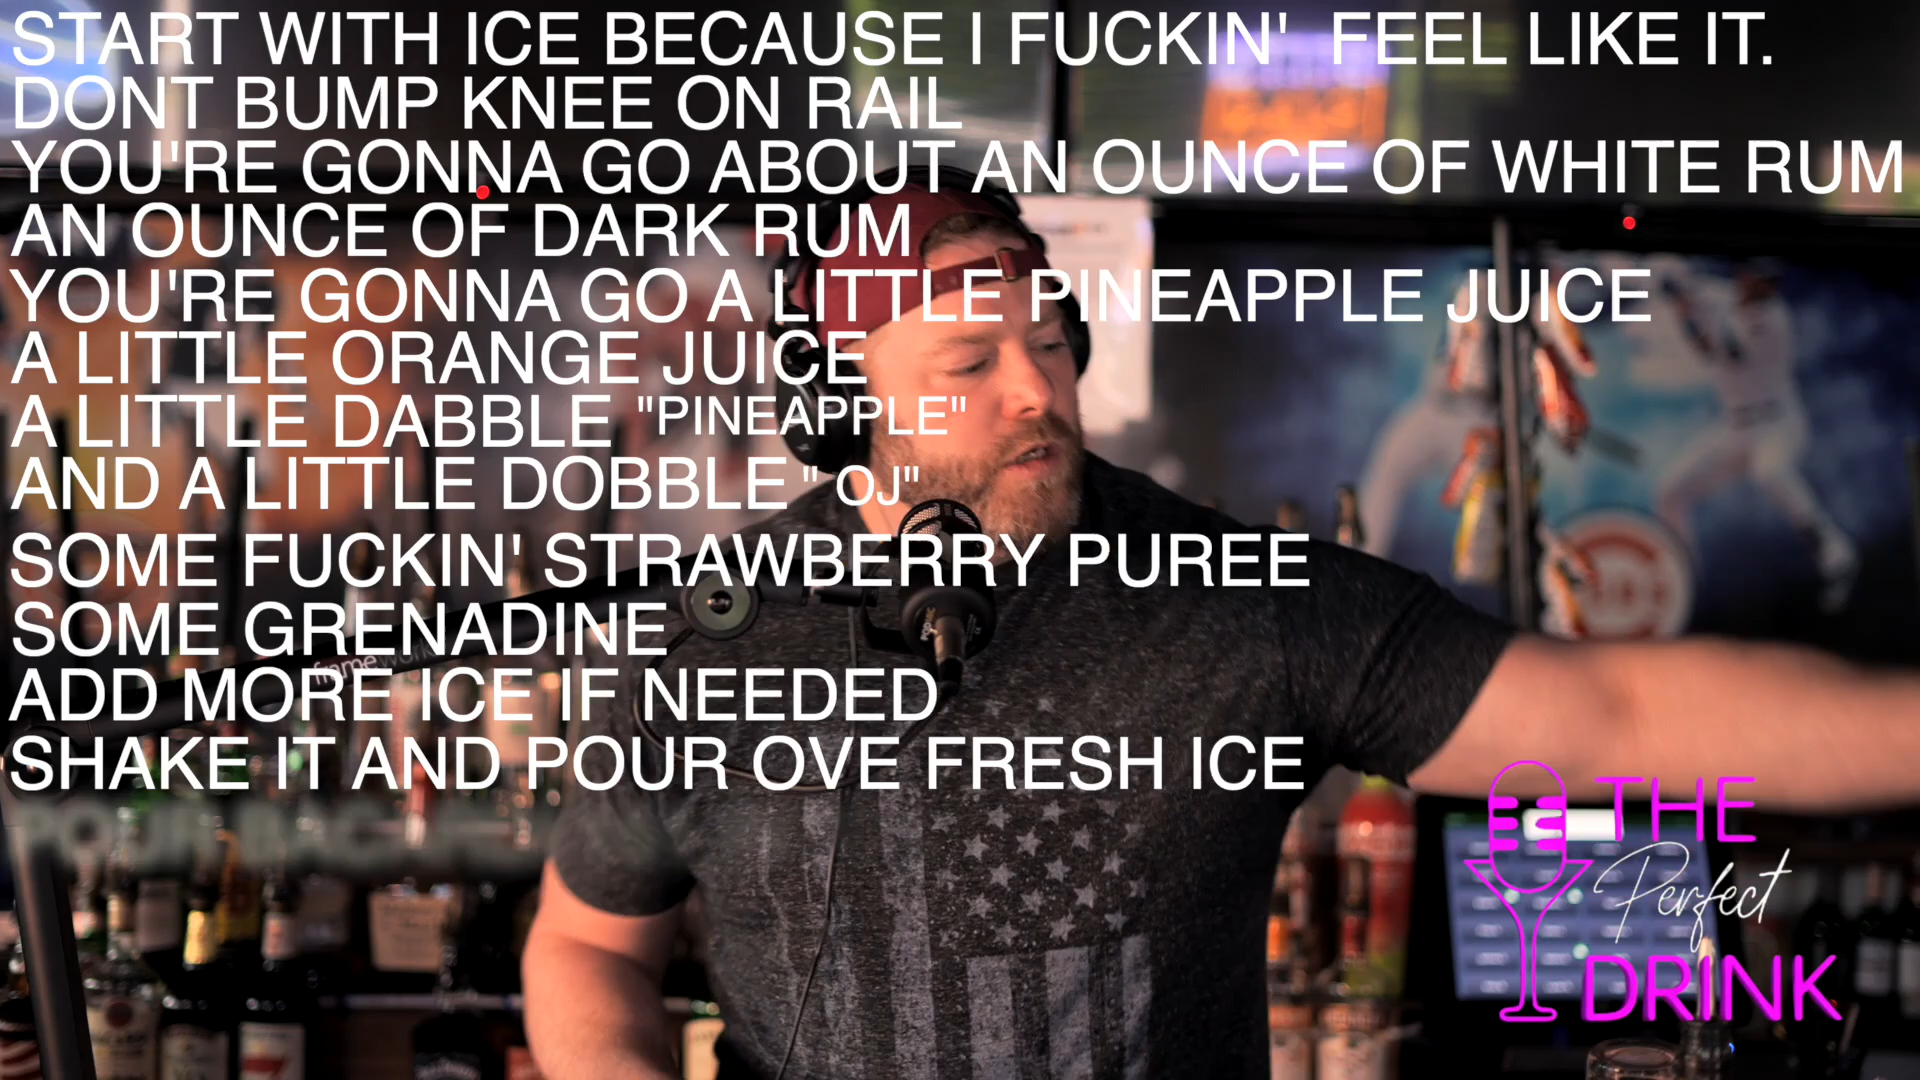 START WITH ICE BECAUSE I FUCKIN' FEEL LIKE IT.
DONT BUMP KNEE ON RAIL
YOU'RE GONNA GO ABOUT AN OUNCE OF WHITE RUM
AN OUNCE OF DARK RUM
YOU'RE GONNA GO A LITTLE PINEAPPLE JUICE
A LITTLE ORANGE JUICE
A LITTLE DABBLE "PINEAPPLE"
AND A LITTLE DOBBLE " OJ"
SOME FUCKIN' STRAWBERRY PUREE
SOME GRENADINE
framework
ADD MORE ICE IF NEEDED
SHAKE IT AND POUR OVE FRESH ICE
THE
Perfect
DRINK